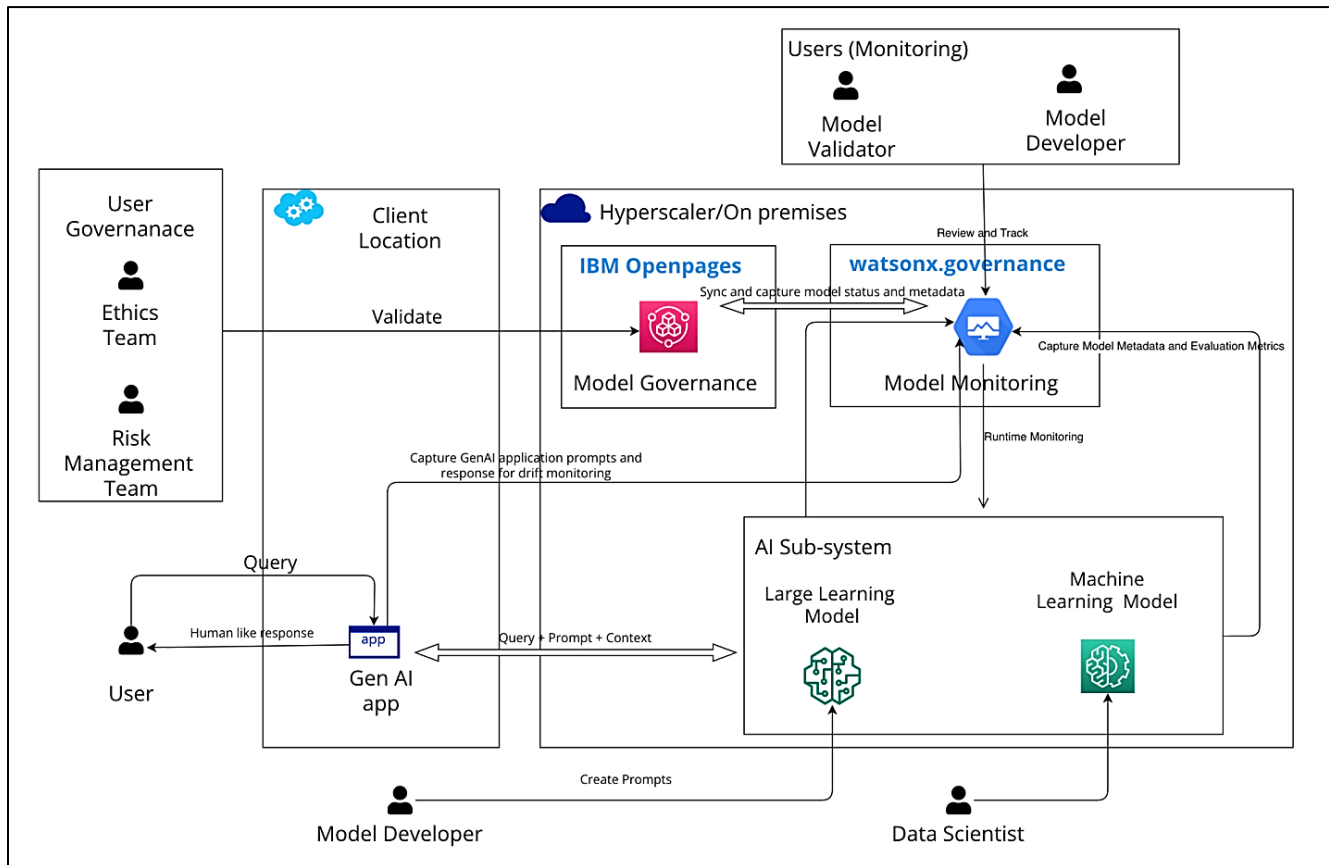 Users (Monitoring)
Model
Validator
Model
Developer
User
Governanace
Ethics
Team
Risk
Management
Team
Client
Location
Hyperscaler/On premises
Review and Track
IBM Openpages
watsonx.governance
Sync and capture model status and metadata
Validate
Capture Model Metadata and Evaluation Metrics
Model Governance
Model Monitoring
Runtime Monitoring
Capture GenAI application prompts and
response for drift monitoring
AI Sub-system
Large Learning
Model
Machine
Learning Model
Query
Human like response
app
Query + Prompt + Context
User
Gen AI
app
Create Prompts
Model Developer
Data Scientist